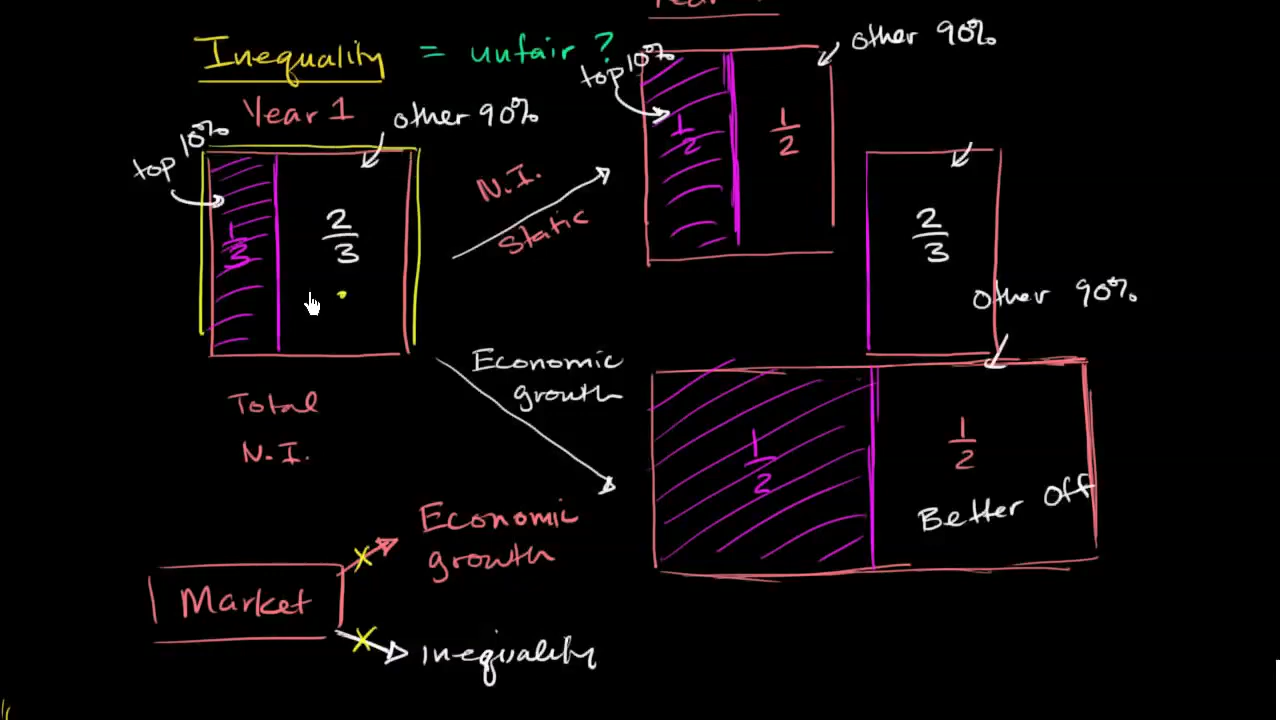 Inequality = unfair ?
Year 1
other 90%
top 10%
1/3
2/3
Total
N.I.
N.I.
Static
Economic
growth
top 10%
other 90%
1/2
1/2
2/3
other 90%
1/2
1/2
Better Off
Market
Economic
growth
inequality